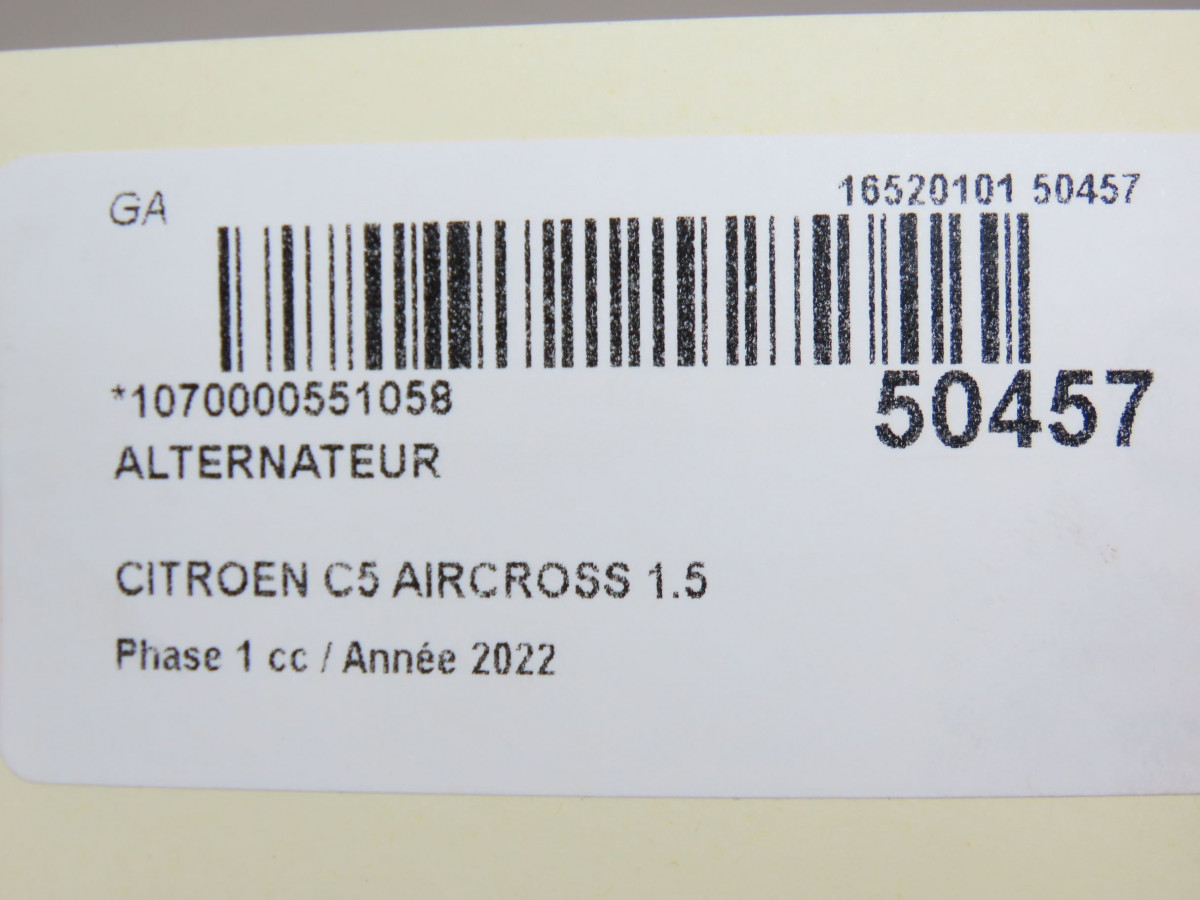 GA
16520101 50457
*1070000551058
50457
ALTERNATEUR
CITROEN C5 AIRCROSS 1.5
Phase 1 cc / Année 2022